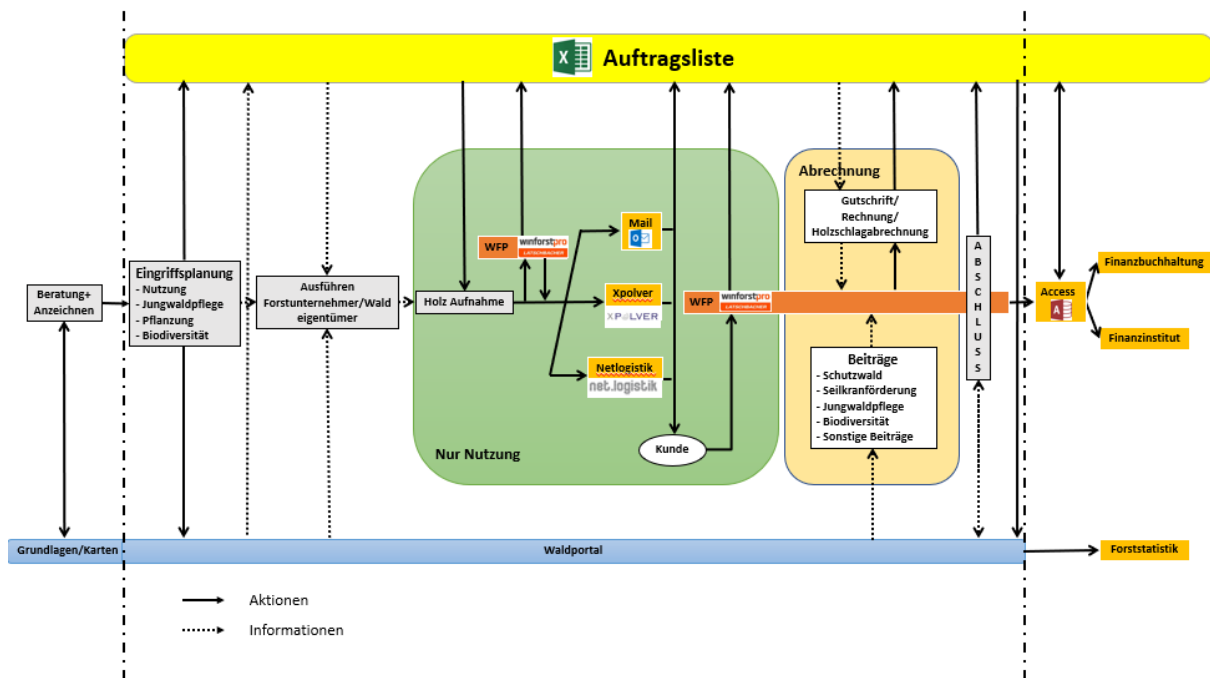 Auftragsliste
Beratung+
Anzeichnen
Eingriffsplanung
- Nutzung
- Jungwaldpflege
- Pflanzung
- Biodiversität
Ausführen
Forstunternehmer/Wald
eigentümer
Holz Aufnahme
WFP
winforstpro
LATSCHBACHER
Mail
Xpolver
XPOLVER
Netlogistik
net.logistik
Kunde
Nur Nutzung
WFP
winforstpro
LATSCHBACHER
Abrechnung
Gutschrift/
Rechnung/
Holzschlagabrechnung
Beiträge
- Schutzwald
- Seilkranförderung
- Jungwaldpflege
- Biodiversität
- Sonstige Beiträge
ABSCHLUSS
Access
Finanzbuchhaltung
Finanzinstitut
Grundlagen/Karten
Waldportal
Forststatistik
Aktionen
Informationen